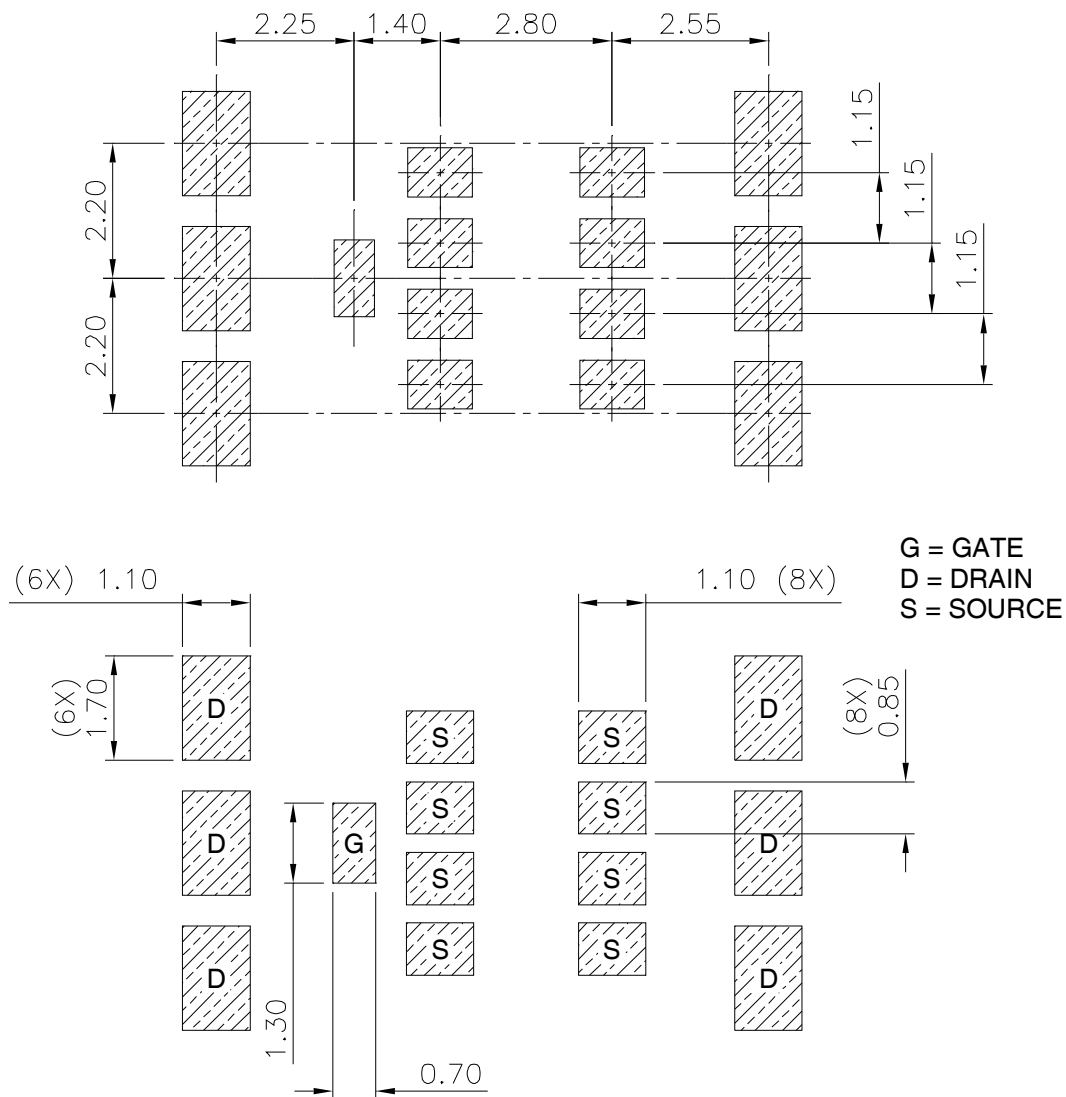 2.25 1.40 2.80 2.55
1.15
1.15
1.15
2.20
2.20
G = GATE
D = DRAIN
S = SOURCE
(6X) 1.10
1.10 (8X)
(6X)
1.70
(8X)
0.85
D
S
S
D
S
S
D
G
D
S
S
D
S
S
D
1.30
0.70